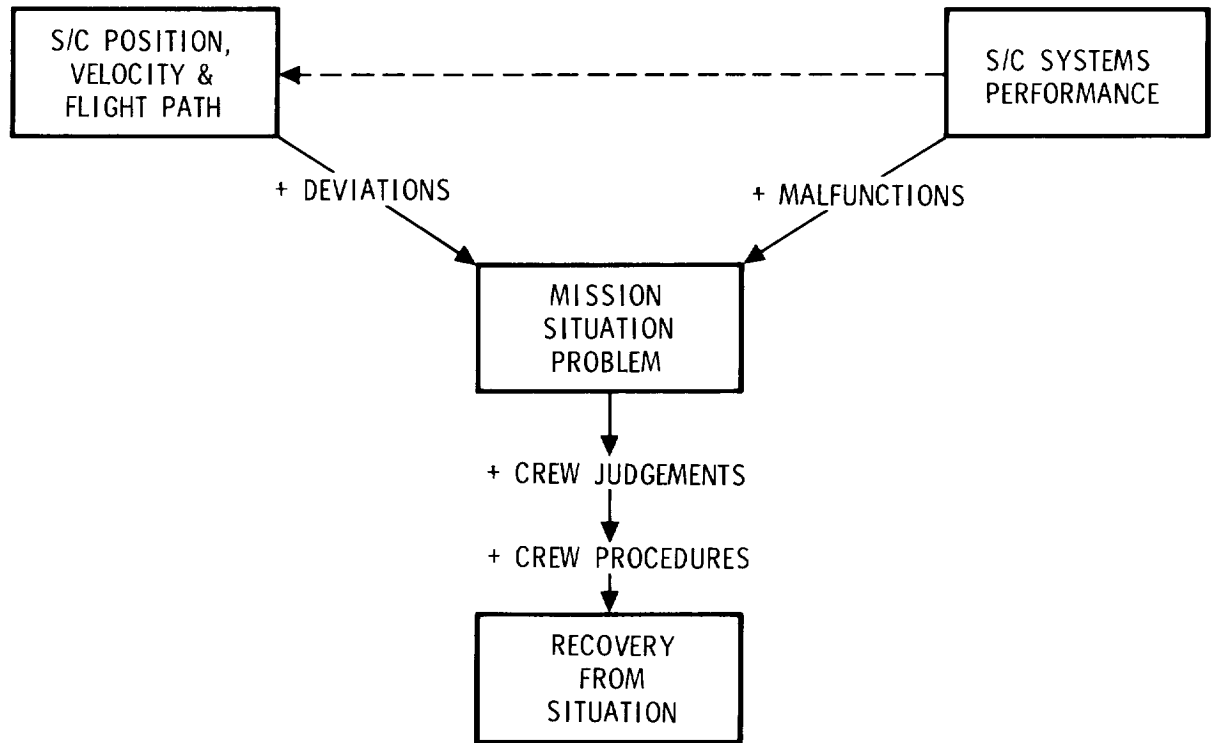 S/C POSITION,
VELOCITY &
FLIGHT PATH
S/C SYSTEMS
PERFORMANCE
+ DEVIATIONS
+ MALFUNCTIONS
MISSION
SITUATION
PROBLEM
+ CREW JUDGEMENTS
+ CREW PROCEDURES
RECOVERY
FROM
SITUATION